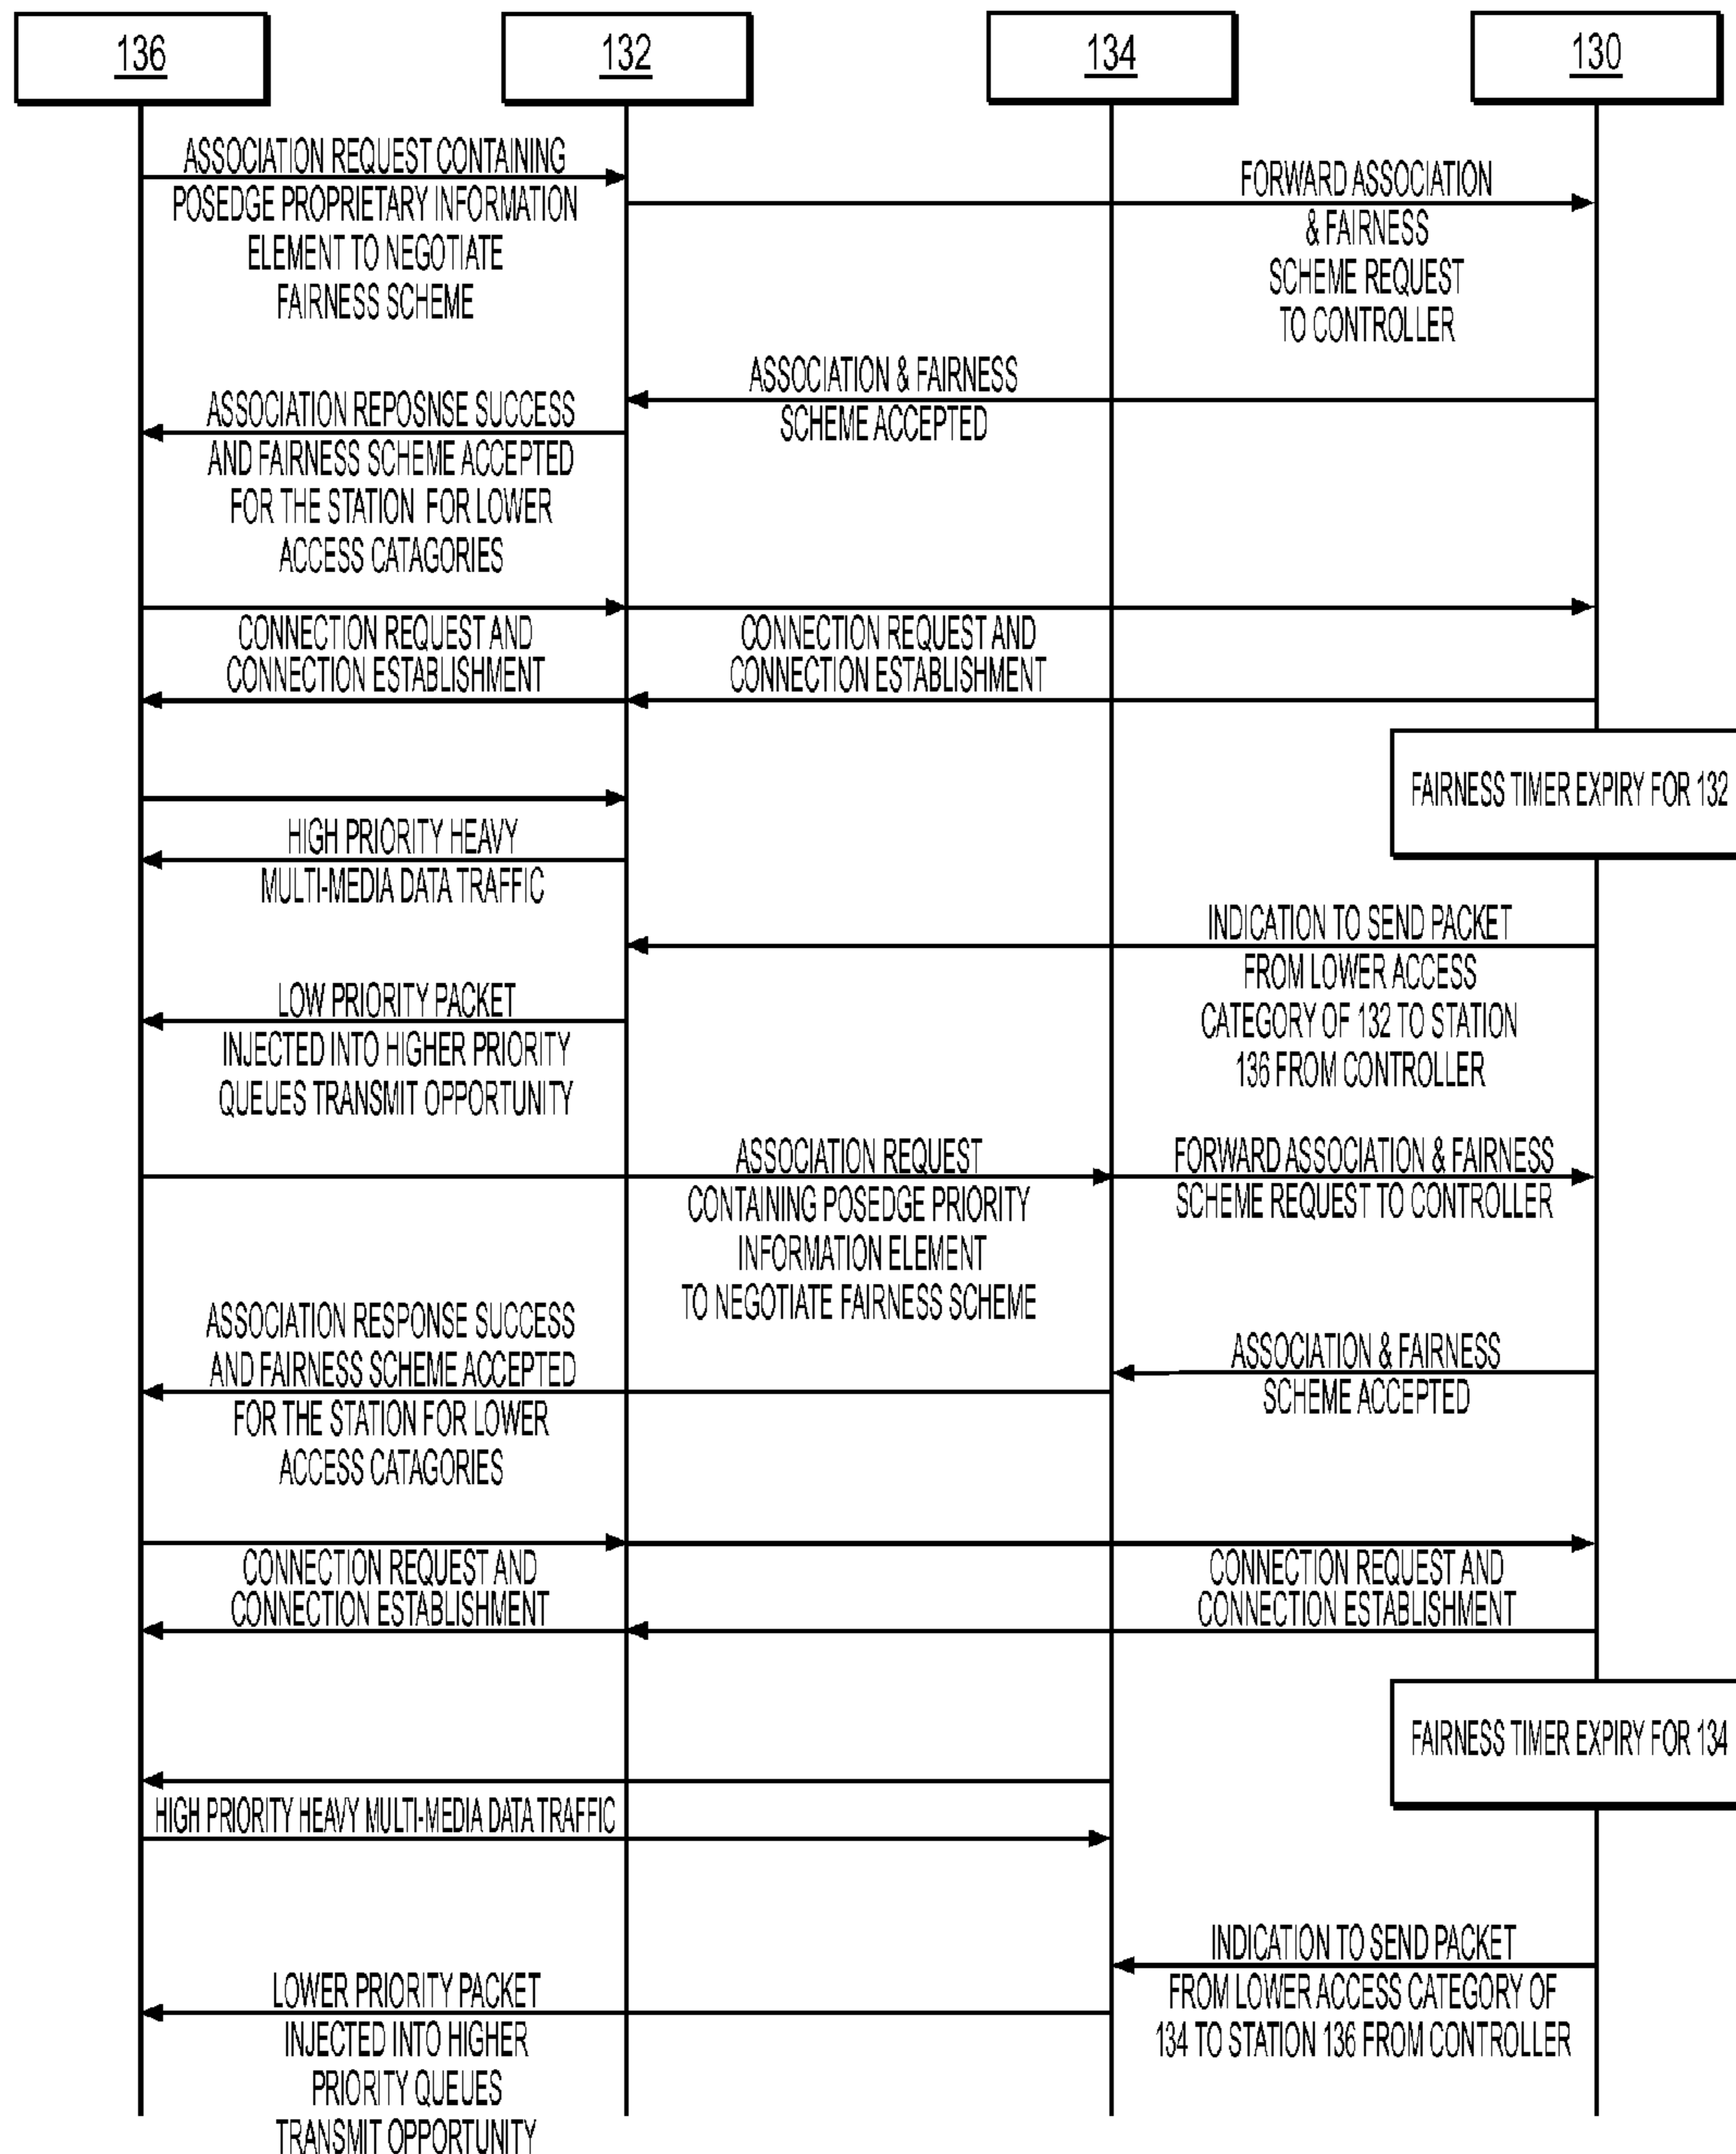 136
132
134
130
ASSOCIATION REQUEST CONTAINING
POSEDGE PROPRIETARY INFORMATION
ELEMENT TO NEGOTIATE
FAIRNESS SCHEME
FORWARD ASSOCIATION
& FAIRNESS
SCHEME REQUEST
TO CONTROLLER
ASSOCIATION & FAIRNESS
SCHEME ACCEPTED
ASSOCIATION REPOSNSE SUCCESS
AND FAIRNESS SCHEME ACCEPTED
FOR THE STATION FOR LOWER
ACCESS CATAGORIES
CONNECTION REQUEST AND
CONNECTION ESTABLISHMENT
CONNECTION REQUEST AND
CONNECTION ESTABLISHMENT
FAIRNESS TIMER EXPIRY FOR 132
HIGH PRIORITY HEAVY
MULTI-MEDIA DATA TRAFFIC
INDICATION TO SEND PACKET
FROM LOWER ACCESS
CATEGORY OF 132 TO STATION
136 FROM CONTROLLER
LOW PRIORITY PACKET
INJECTED INTO HIGHER PRIORITY
QUEUES TRANSMIT OPPORTUNITY
ASSOCIATION REQUEST
CONTAINING POSEDGE PRIORITY
INFORMATION ELEMENT
TO NEGOTIATE FAIRNESS SCHEME
FORWARD ASSOCIATION & FAIRNESS
SCHEME REQUEST TO CONTROLLER
ASSOCIATION RESPONSE SUCCESS
AND FAIRNESS SCHEME ACCEPTED
FOR THE STATION FOR LOWER
ACCESS CATAGORIES
ASSOCIATION & FAIRNESS
SCHEME ACCEPTED
CONNECTION REQUEST AND
CONNECTION ESTABLISHMENT
CONNECTION REQUEST AND
CONNECTION ESTABLISHMENT
FAIRNESS TIMER EXPIRY FOR 134
HIGH PRIORITY HEAVY MULTI-MEDIA DATA TRAFFIC
INDICATION TO SEND PACKET
FROM LOWER ACCESS CATEGORY OF
134 TO STATION 136 FROM CONTROLLER
LOWER PRIORITY PACKET
INJECTED INTO HIGHER
PRIORITY QUEUES
TRANSMIT OPPORTUNITY